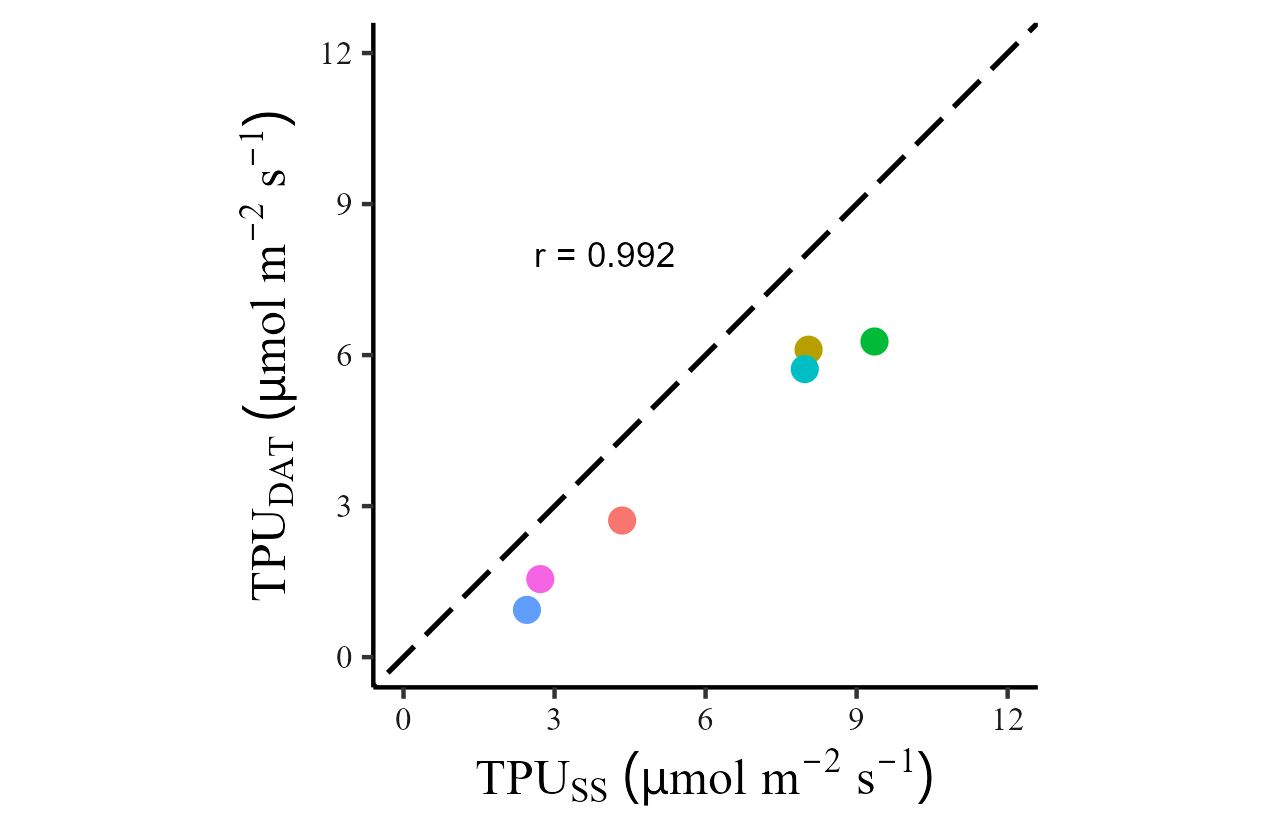 12
9
6
3
0
TPU_DAT (μmol m⁻² s⁻¹)
r = 0.992
0 3 6 9 12
TPU_SS (μmol m⁻² s⁻¹)